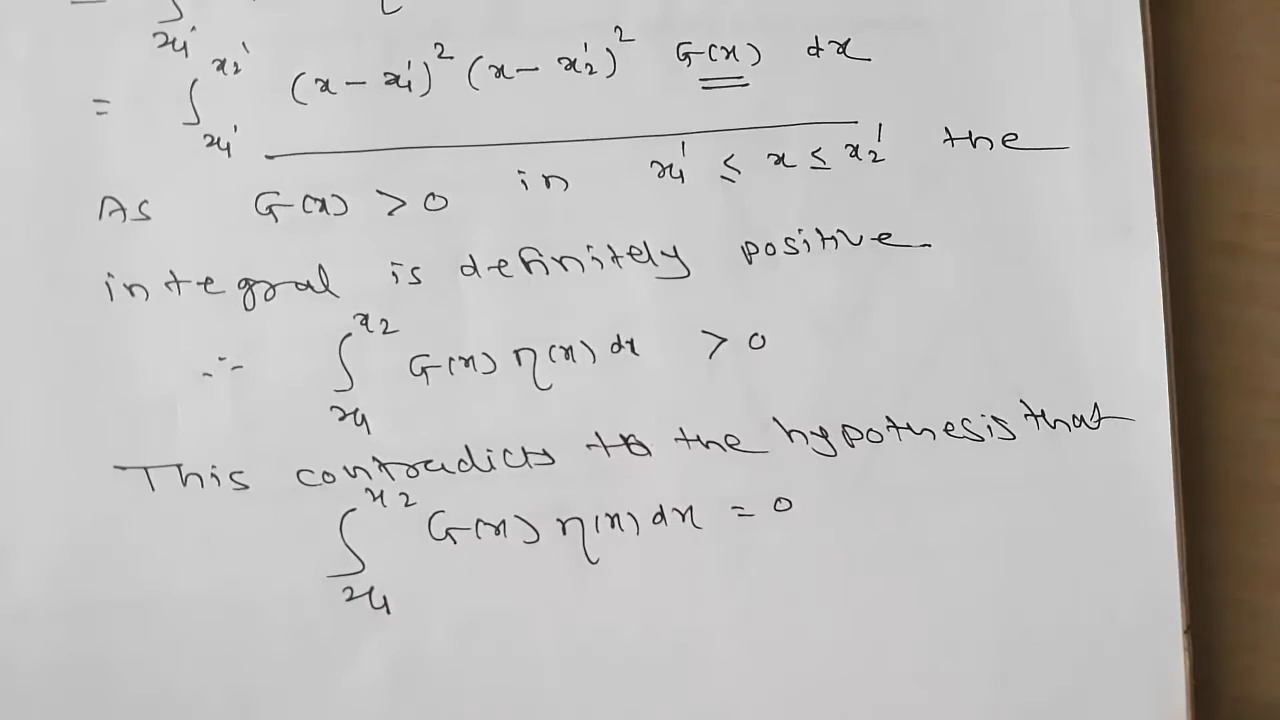 x₁'
= ∫_{x₁'}^{x₂'} (x - x₁')² (x - x₂')² G(x) dx
As G(x) > 0 in x₁' ≤ x ≤ x₂' the
integral is definitely positive.
∴ ∫_{x₁}^{x₂} G(x) η(x) dx > 0
This contradicts to the hypothesis that
∫_{x₁}^{x₂} G(x) η(x) dx = 0